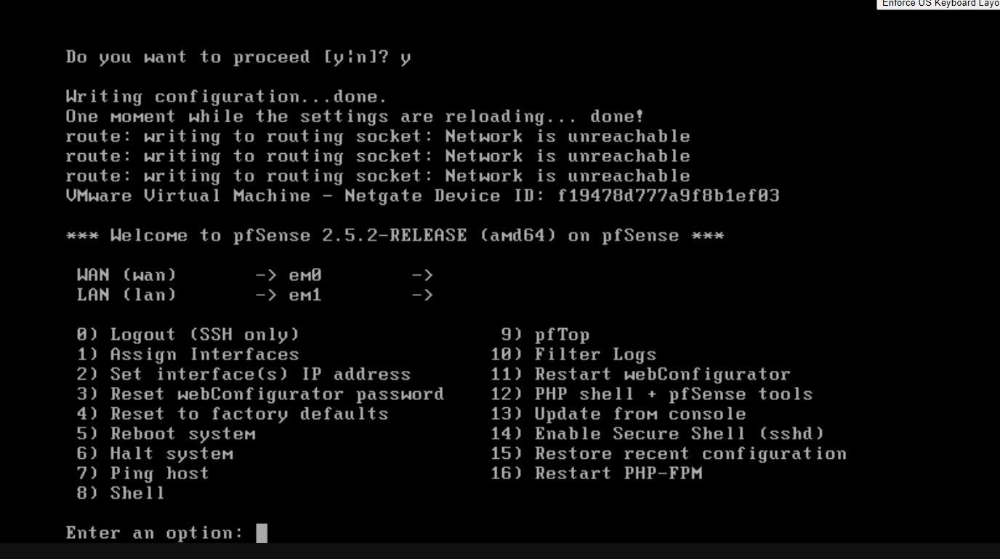 Enforce US Keyboard Layo
Do you want to proceed [y¦n]? y
Writing configuration...done.
One moment while the settings are reloading... done!
route: writing to routing socket: Network is unreachable
route: writing to routing socket: Network is unreachable
route: writing to routing socket: Network is unreachable
VMware Virtual Machine - Netgate Device ID: f19478d777a9f8b1ef03
*** Welcome to pfSense 2.5.2-RELEASE (amd64) on pfSense ***
WAN (wan) -> em0 ->
LAN (lan) -> em1 ->
0) Logout (SSH only) 9) pfTop
1) Assign Interfaces 10) Filter Logs
2) Set interface(s) IP address 11) Restart webConfigurator
3) Reset webConfigurator password 12) PHP shell + pfSense tools
4) Reset to factory defaults 13) Update from console
5) Reboot system 14) Enable Secure Shell (sshd)
6) Halt system 15) Restore recent configuration
7) Ping host 16) Restart PHP-FPM
8) Shell
Enter an option: